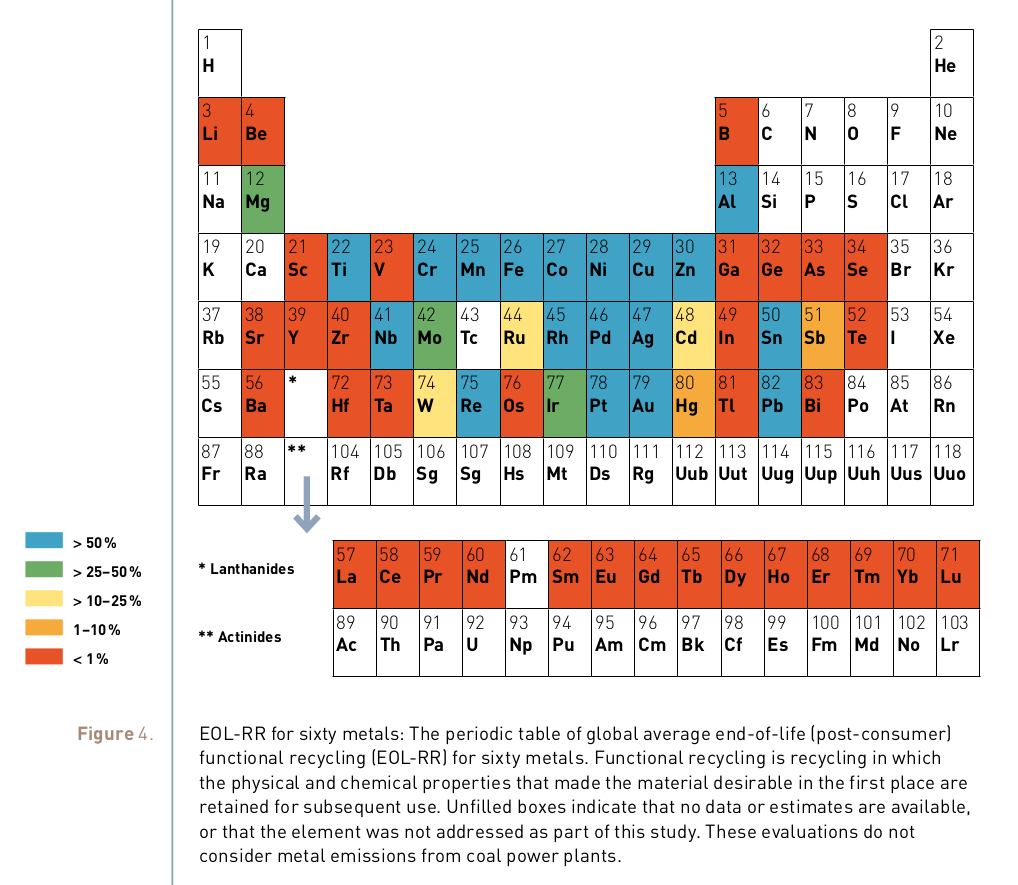 1 2
H He
3 4 5 6 7 8 9 10
Li Be B C N O F Ne
11 12 13 14 15 16 17 18
Na Mg Al Si P S Cl Ar
19 20 21 22 23 24 25 26 27 28 29 30 31 32 33 34 35 36
K Ca Sc Ti V Cr Mn Fe Co Ni Cu Zn Ga Ge As Se Br Kr
37 38 39 40 41 42 43 44 45 46 47 48 49 50 51 52 53 54
Rb Sr Y Zr Nb Mo Tc Ru Rh Pd Ag Cd In Sn Sb Te I Xe
55 56 * 72 73 74 75 76 77 78 79 80 81 82 83 84 85 86
Cs Ba Hf Ta W Re Os Ir Pt Au Hg Tl Pb Bi Po At Rn
87 88 ** 104 105 106 107 108 109 110 111 112 113 114 115 116 117 118
Fr Ra Rf Db Sg Sg Hs Mt Ds Rg Uub Uut Uug Uup Uuh Uus Uuo
> 50 %
> 25–50 %
> 10–25 %
1–10 %
< 1 %
* Lanthanides
57 58 59 60 61 62 63 64 65 66 67 68 69 70 71
La Ce Pr Nd Pm Sm Eu Gd Tb Dy Ho Er Tm Yb Lu
** Actinides
89 90 91 92 93 94 95 96 97 98 99 100 101 102 103
Ac Th Pa U Np Pu Am Cm Bk Cf Es Fm Md No Lr
Figure 4.
EOL-RR for sixty metals: The periodic table of global average end-of-life (post-consumer)
functional recycling (EOL-RR) for sixty metals. Functional recycling is recycling in which
the physical and chemical properties that made the material desirable in the first place are
retained for subsequent use. Unfilled boxes indicate that no data or estimates are available,
or that the element was not addressed as part of this study. These evaluations do not
consider metal emissions from coal power plants.